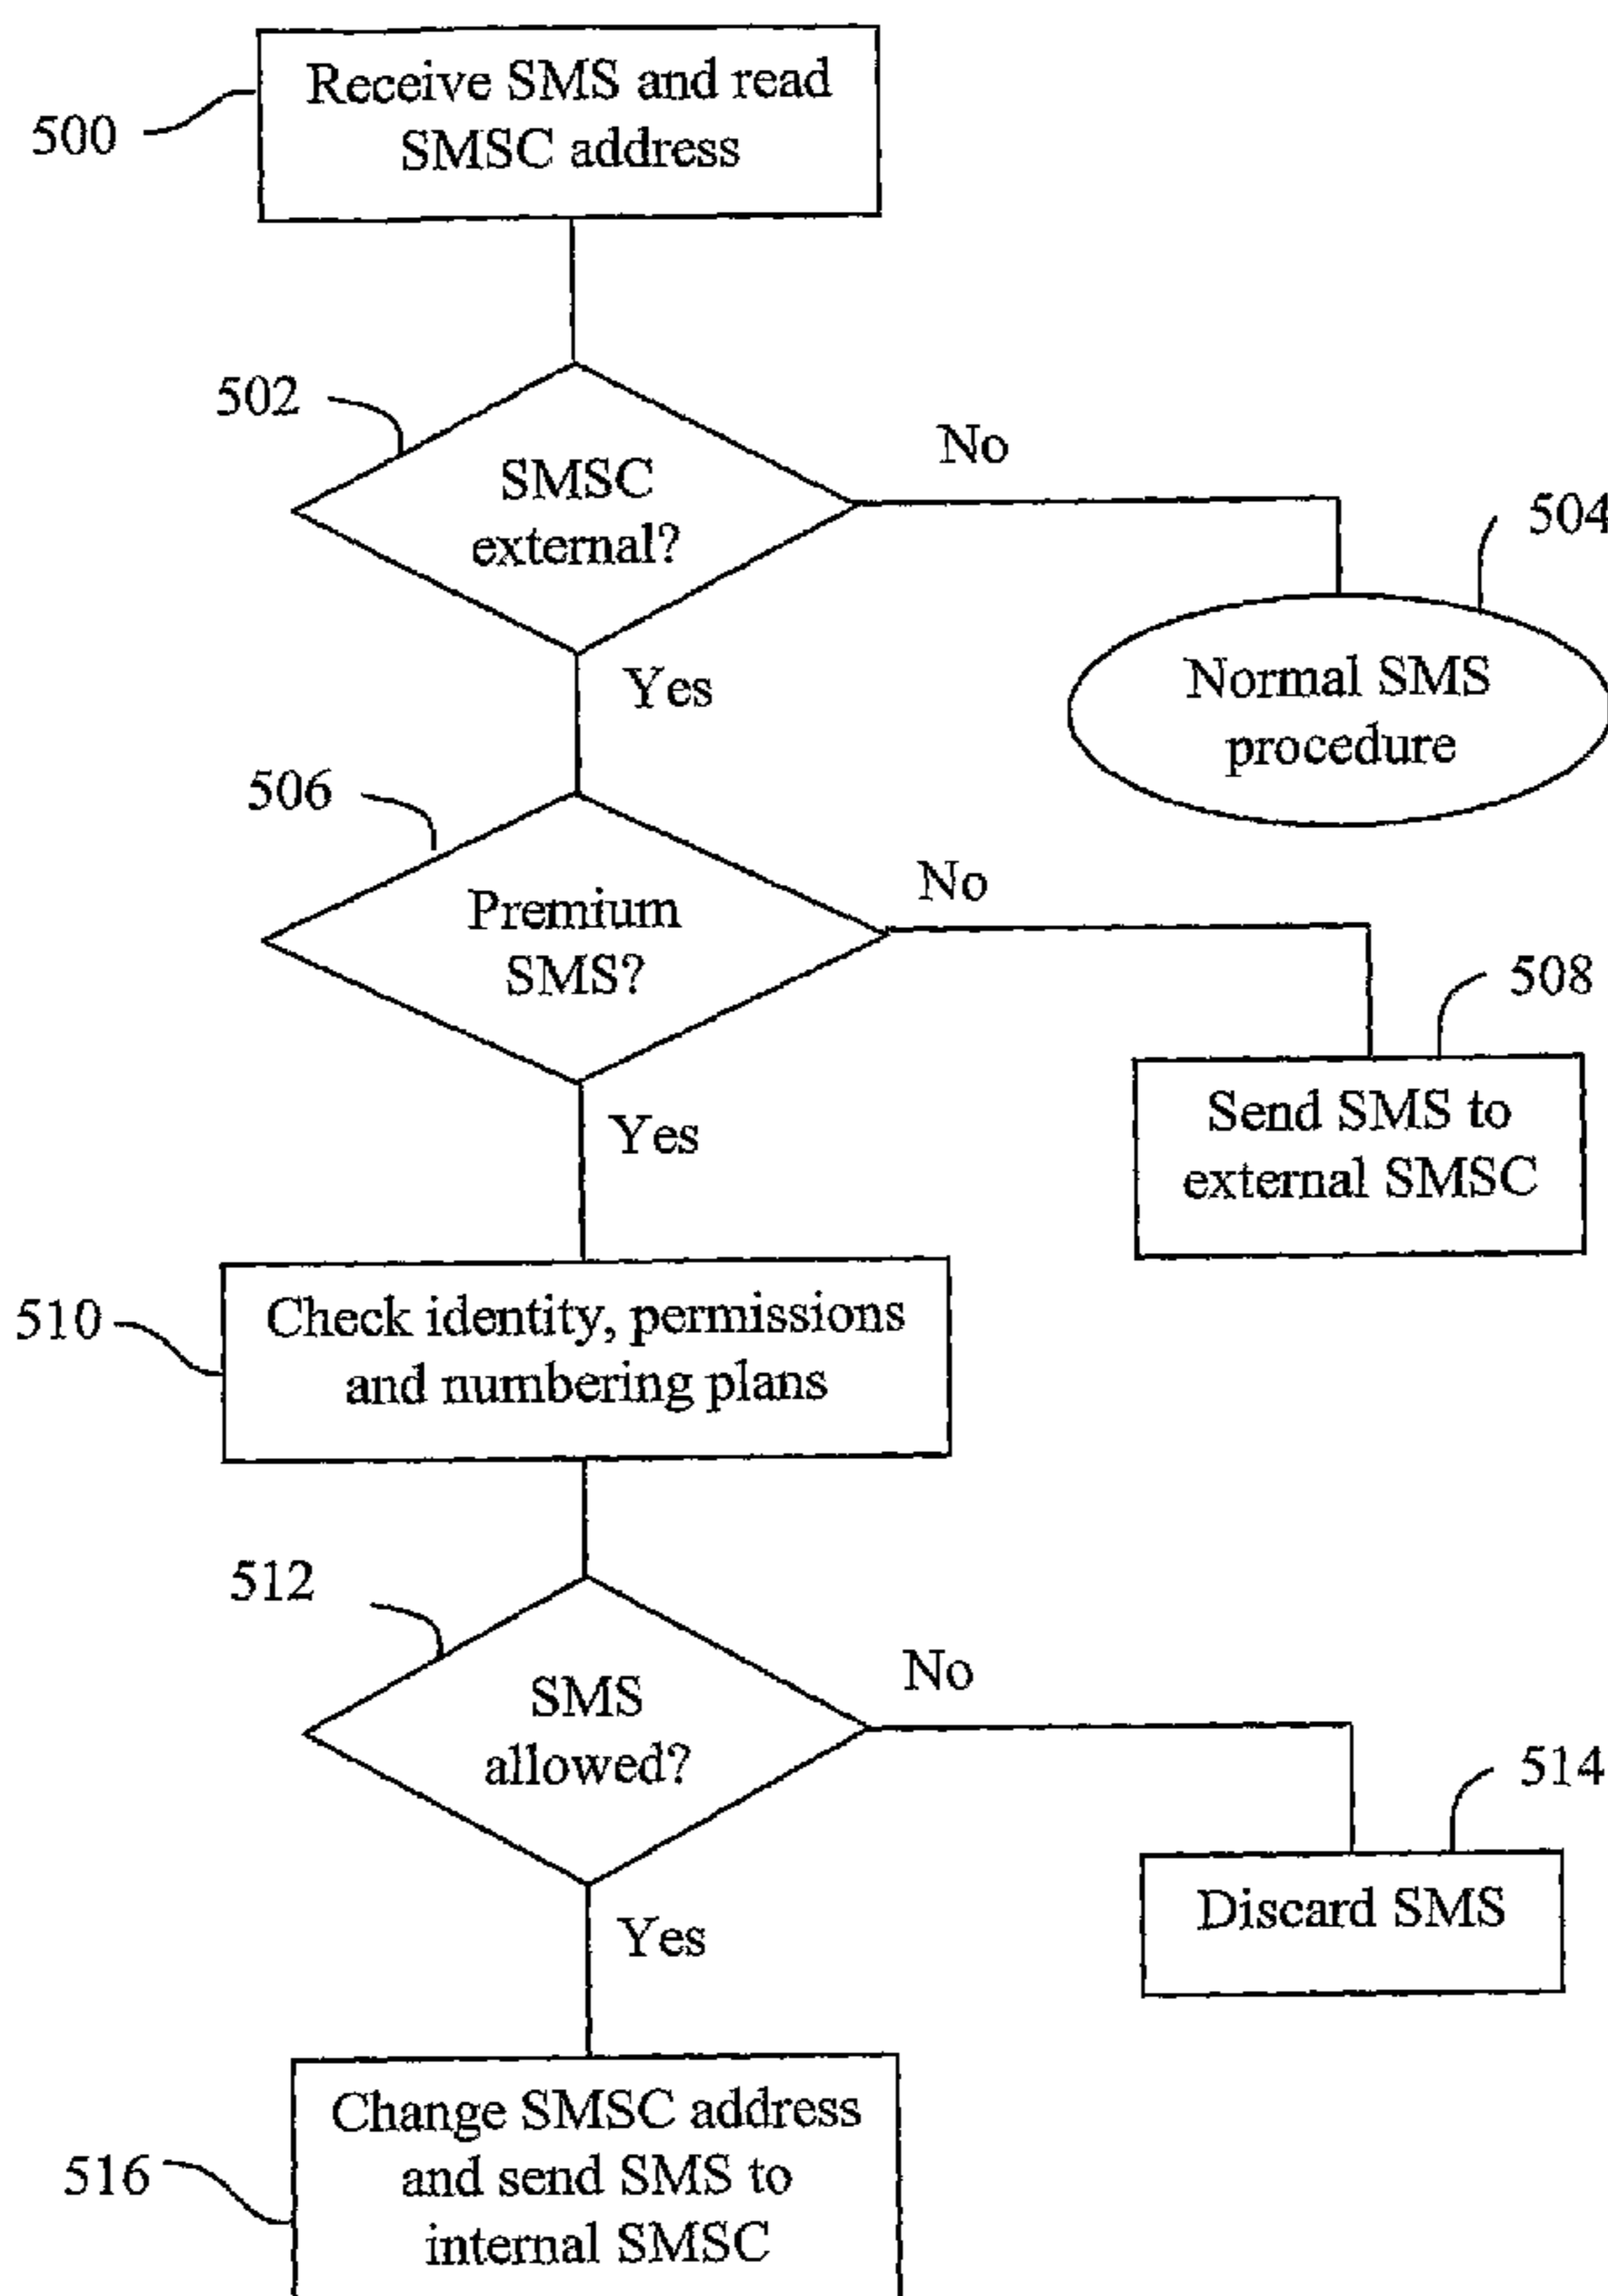 500
Receive SMS and read
SMSC address
502
SMSC
external?
No
504
Normal SMS
procedure
Yes
506
Premium
SMS?
No
508
Send SMS to
external SMSC
Yes
510
Check identity, permissions
and numbering plans
512
SMS
allowed?
No
514
Discard SMS
Yes
516
Change SMSC address
and send SMS to
internal SMSC